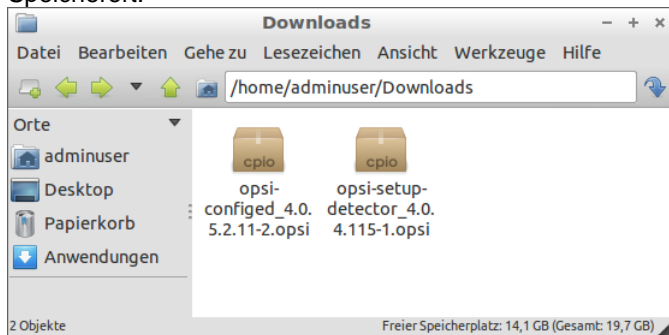 Speicherort:
Downloads
Datei Bearbeiten Gehe zu Lesezeichen Ansicht Werkzeuge Hilfe
/home/adminuser/Downloads
Orte
adminuser
Desktop
Papierkorb
Anwendungen
cpio
opsi-
configed_4.0.
5.2.11-2.opsi
cpio
opsi-setup-
detector_4.0.
4.115-1.opsi
2 Objekte
Freier Speicherplatz: 14,1 GB (Gesamt: 19,7 GB)